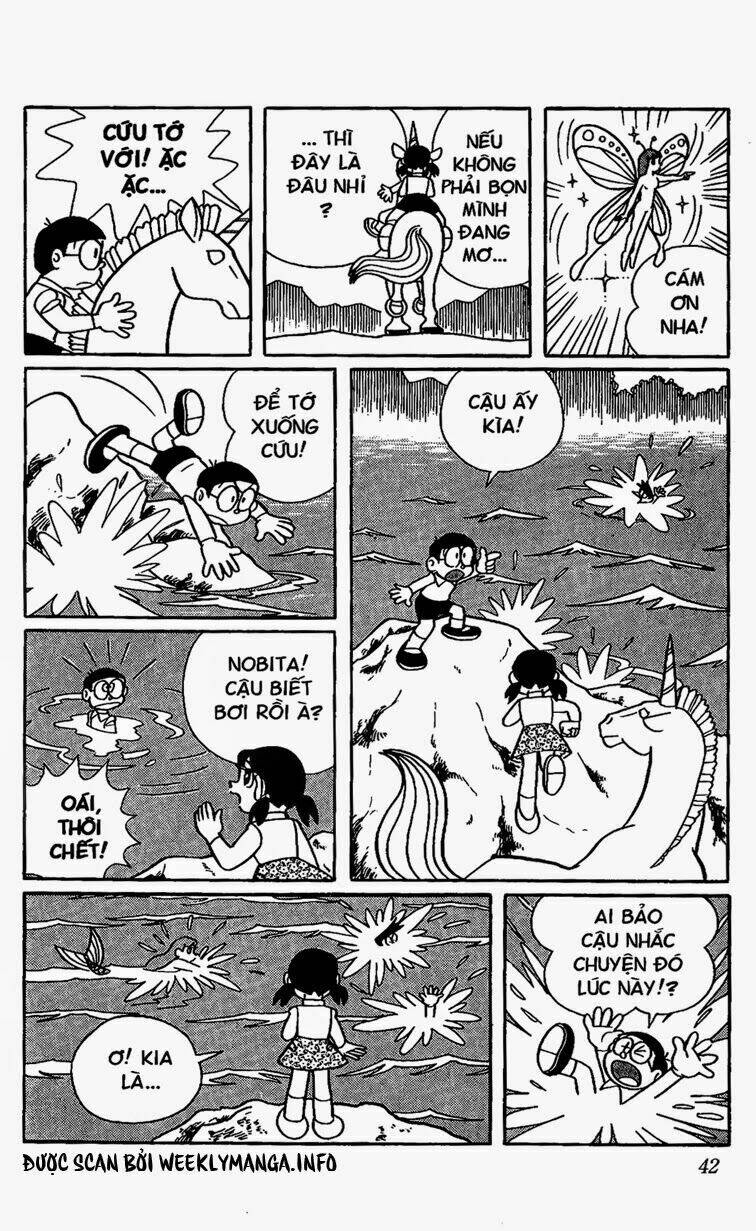 CÁM
ƠN
NHA!
NẾU
KHÔNG
PHẢI BỌN
MÌNH
ĐANG
MƠ...
... THÌ
ĐÂY LÀ
ĐÂU NHỈ
?
CỨU TỚ
VỚI! ẶC
ẶC...
CẬU ẤY
KÌA!
ĐỂ TỚ
XUỐNG
CỨU!
NOBITA!
CẬU BIẾT
BƠI RỒI À?
OÁI,
THÔI
CHẾT!
AI BẢO
CẬU NHẮC
CHUYỆN ĐÓ
LÚC NÀY!?
Ơ! KIA
LÀ...
ĐƯỢC SCAN BỞI WEEKLYMANGA.INFO
42